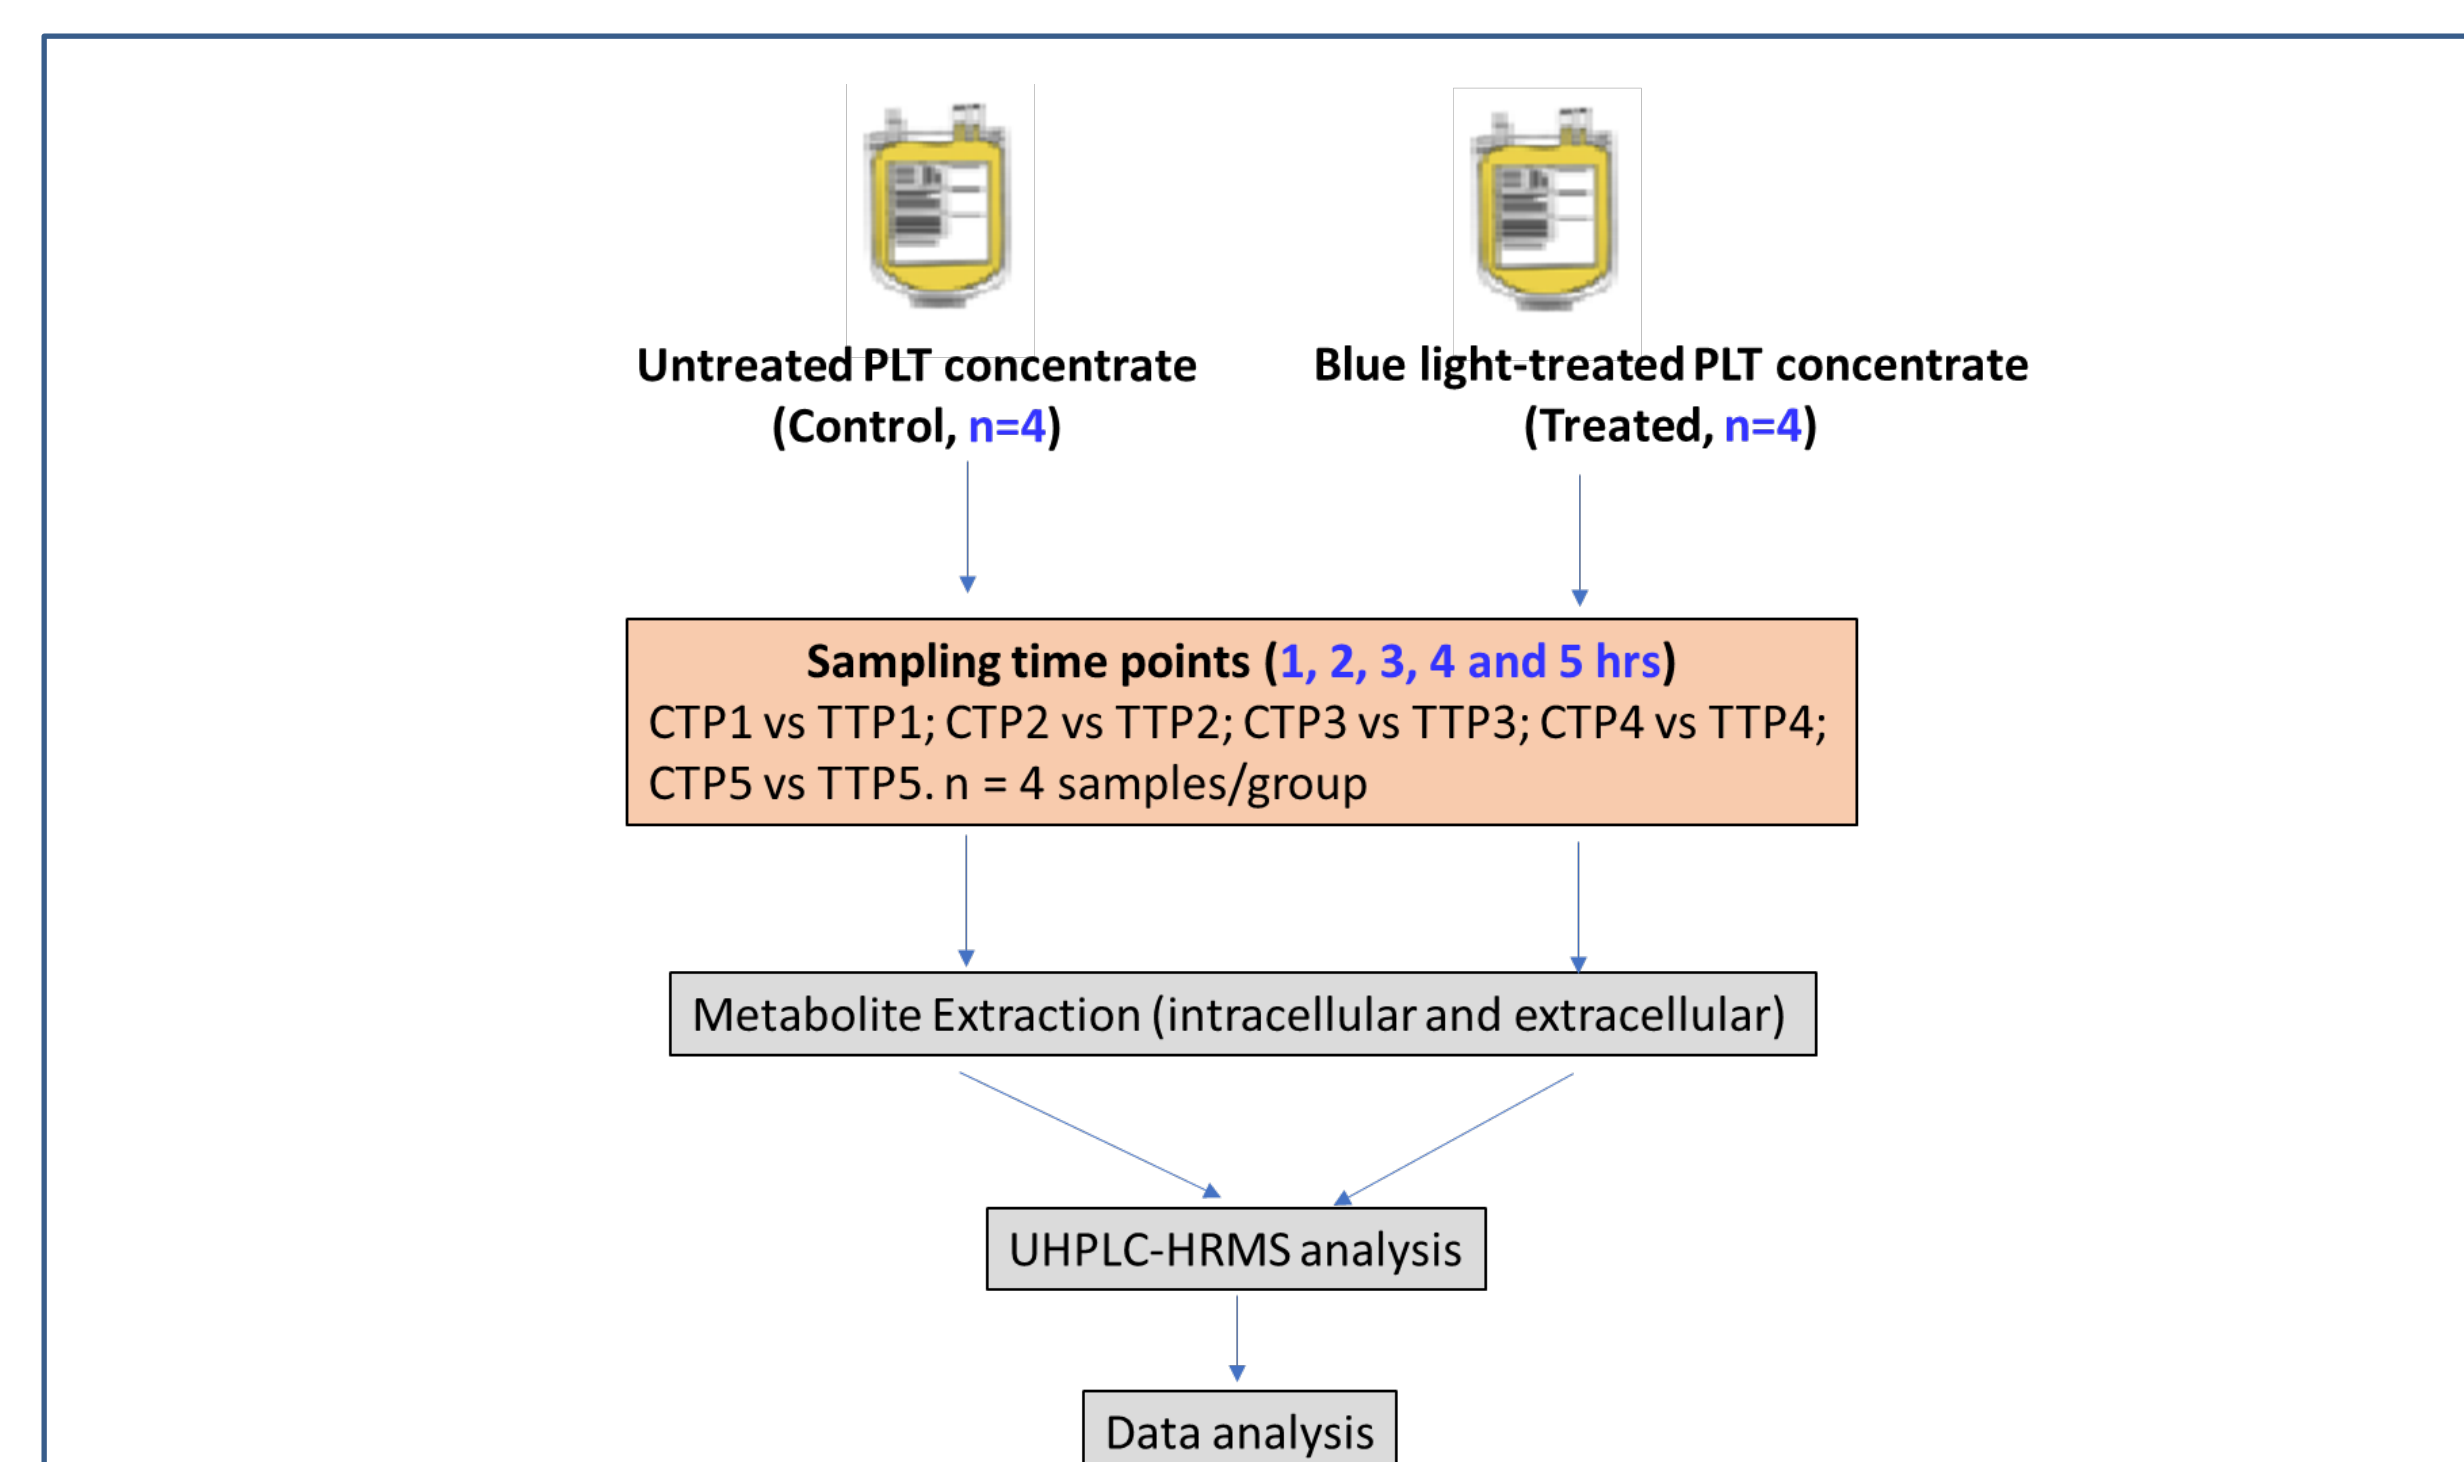 Untreated PLT concentrate
(Control, n=4)
Blue light-treated PLT concentrate
(Treated, n=4)
Sampling time points (1, 2, 3, 4 and 5 hrs)
CTP1 vs TTP1; CTP2 vs TTP2; CTP3 vs TTP3; CTP4 vs TTP4;
CTP5 vs TTP5. n = 4 samples/group
Metabolite Extraction (intracellular and extracellular)
UHPLC-HRMS analysis
Data analysis